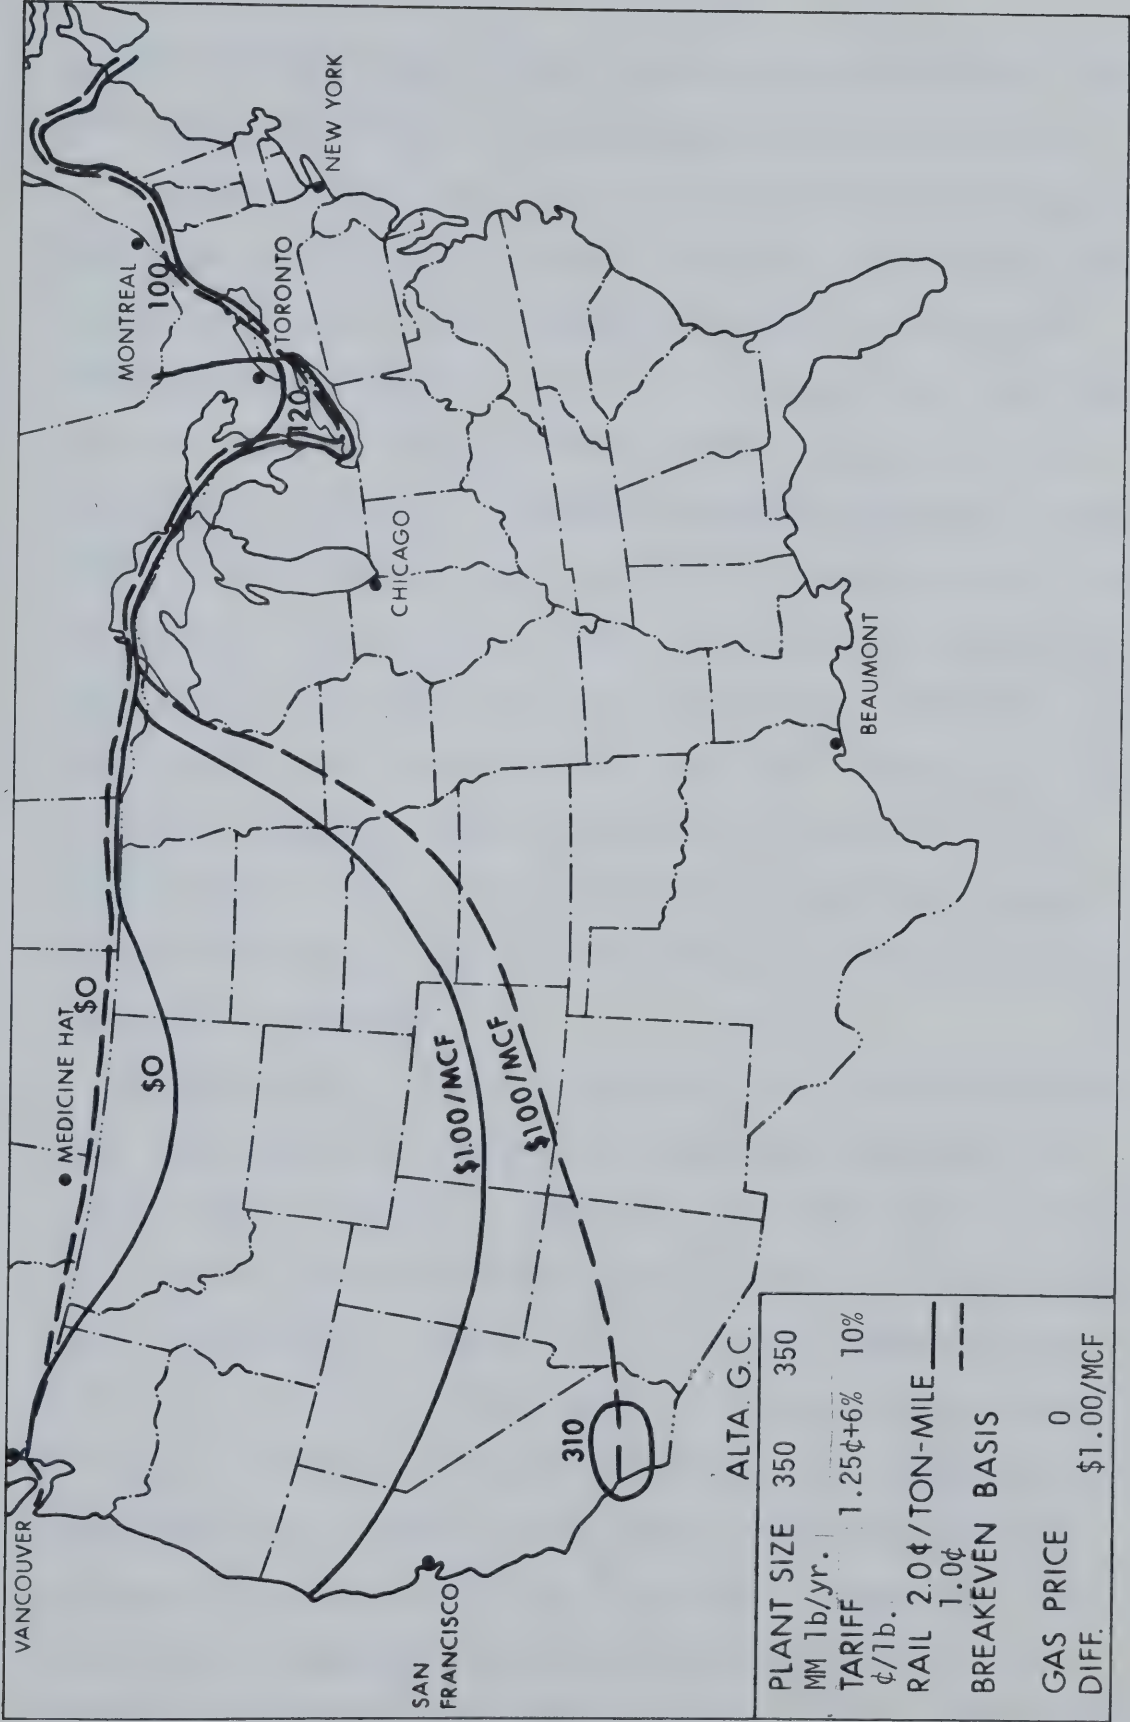 VANCOUVER
MEDICINE HAT
$0
$0
MONTREAL
100
TORONTO
120
NEW YORK
CHICAGO
$1.00/MCF
$100/MCF
SAN
FRANCISCO
310
BEAUMONT
ALTA. G.C.
PLANT SIZE 350 350
MM lb/yr.
TARIFF 1.25¢+6% 10%
¢/lb.
RAIL 2.0¢/TON-MILE
1.0¢
BREAKEVEN BASIS
GAS PRICE 0
DIFF. $1.00/MCF